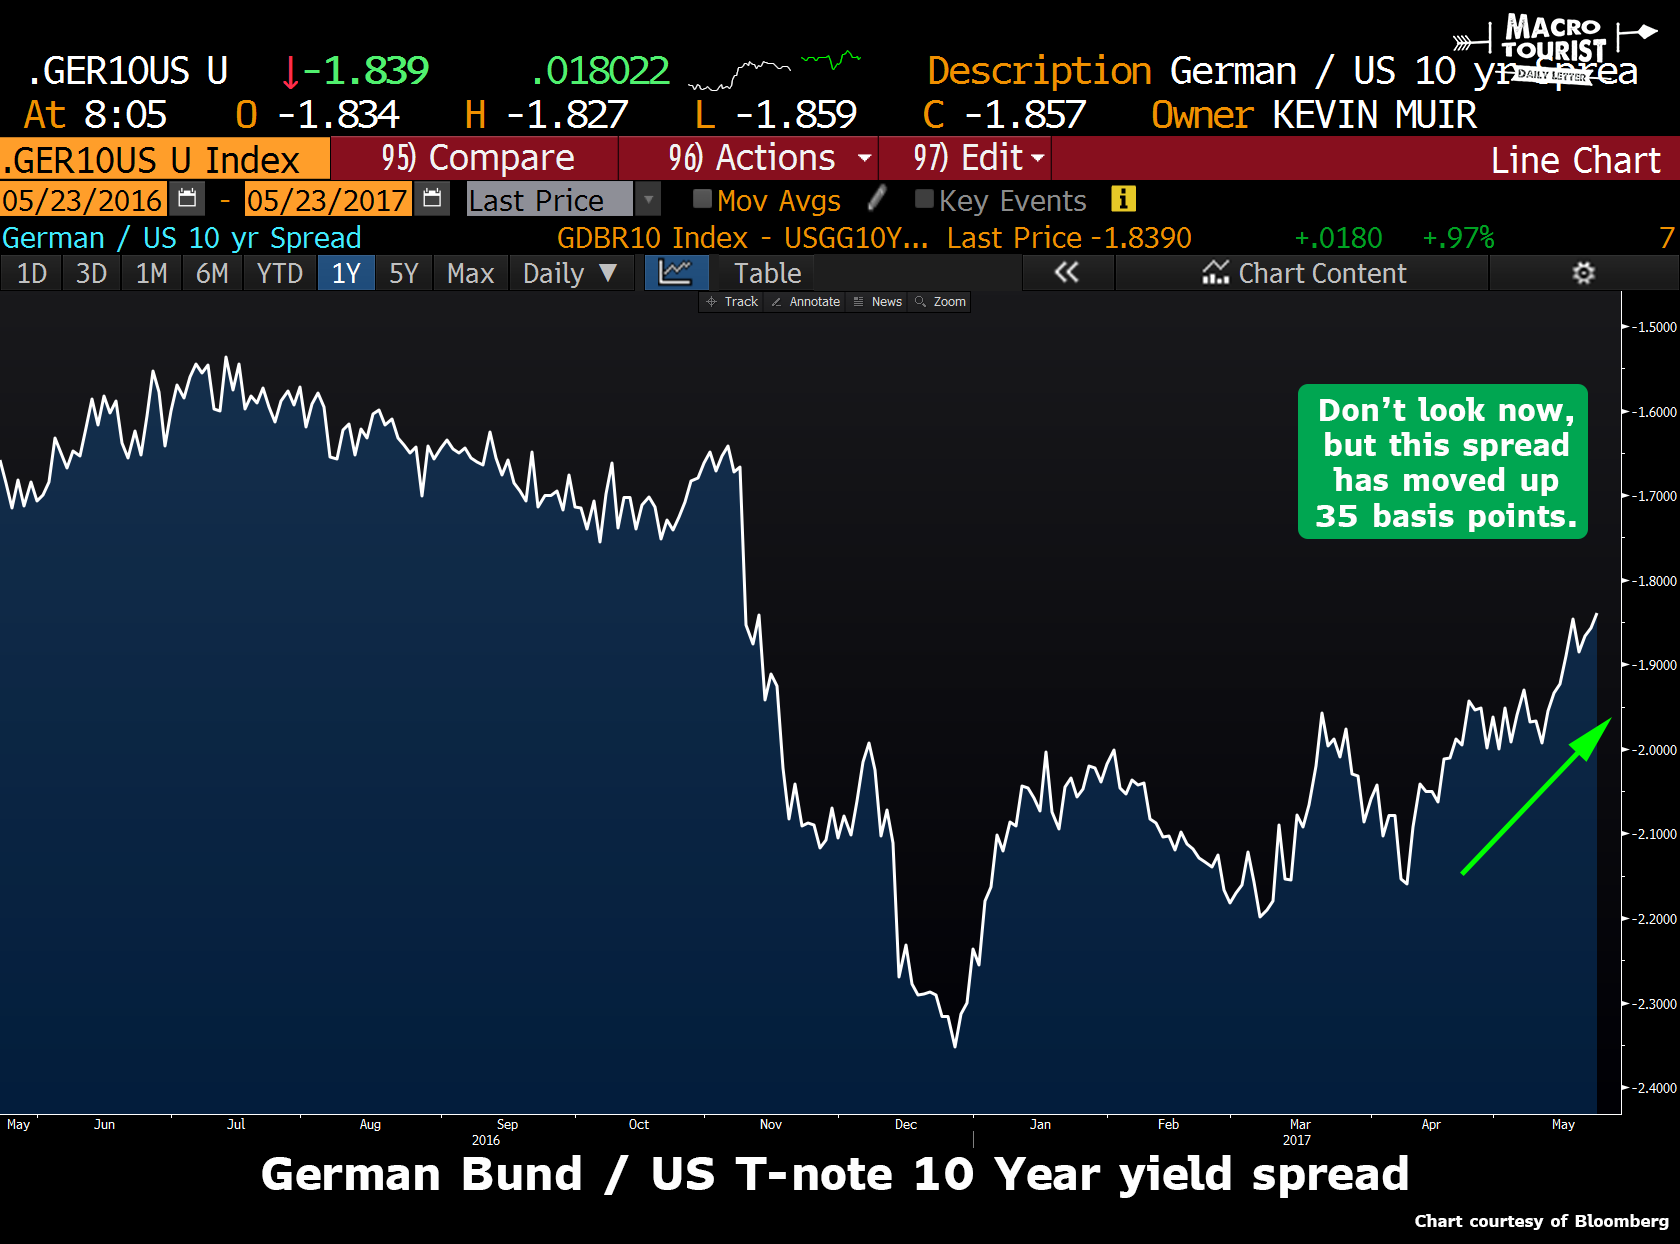 MACRO
TOURIST
DAILY LETTER
.GER10US U ↓-1.839 .018022 Description German / US 10 yr Sprea
At 8:05 O -1.834 H -1.827 L -1.859 C -1.857 Owner KEVIN MUIR
.GER10US U Index 95) Compare 96) Actions 97) Edit Line Chart
05/23/2016 - 05/23/2017 Last Price Mov Avgs Key Events
German / US 10 yr Spread GDBR10 Index - USGG10Y... Last Price -1.8390 +.0180 +.97% 7
1D 3D 1M 6M YTD 1Y 5Y Max Daily ▼ Table « Chart Content
Track Annotate News Zoom
-1.5000
Don't look now,
but this spread
has moved up
35 basis points.
-1.6000
-1.7000
-1.8000
-1.9000
-2.0000
-2.1000
-2.2000
-2.3000
-2.4000
May Jun Jul Aug Sep Oct Nov Dec Jan Feb Mar Apr May
2016 2017
German Bund / US T-note 10 Year yield spread
Chart courtesy of Bloomberg